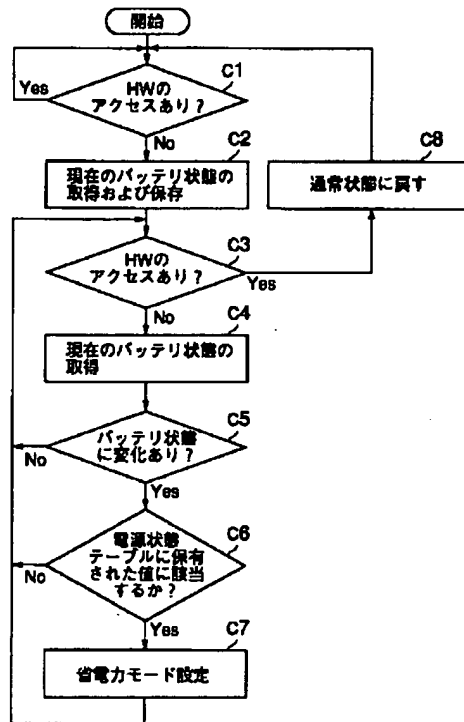 開始
C1
HWの
アクセスあり？
Yes
No
C2
現在のバッテリ状態の
取得および保存
C8
通常状態に戻す
C3
HWの
アクセスあり？
Yes
No
C4
現在のバッテリ状態の
取得
C5
バッテリ状態
に変化あり？
No
Yes
C6
電源状態
テーブルに保有
された値に該当
するか？
No
Yes
C7
省電力モード設定